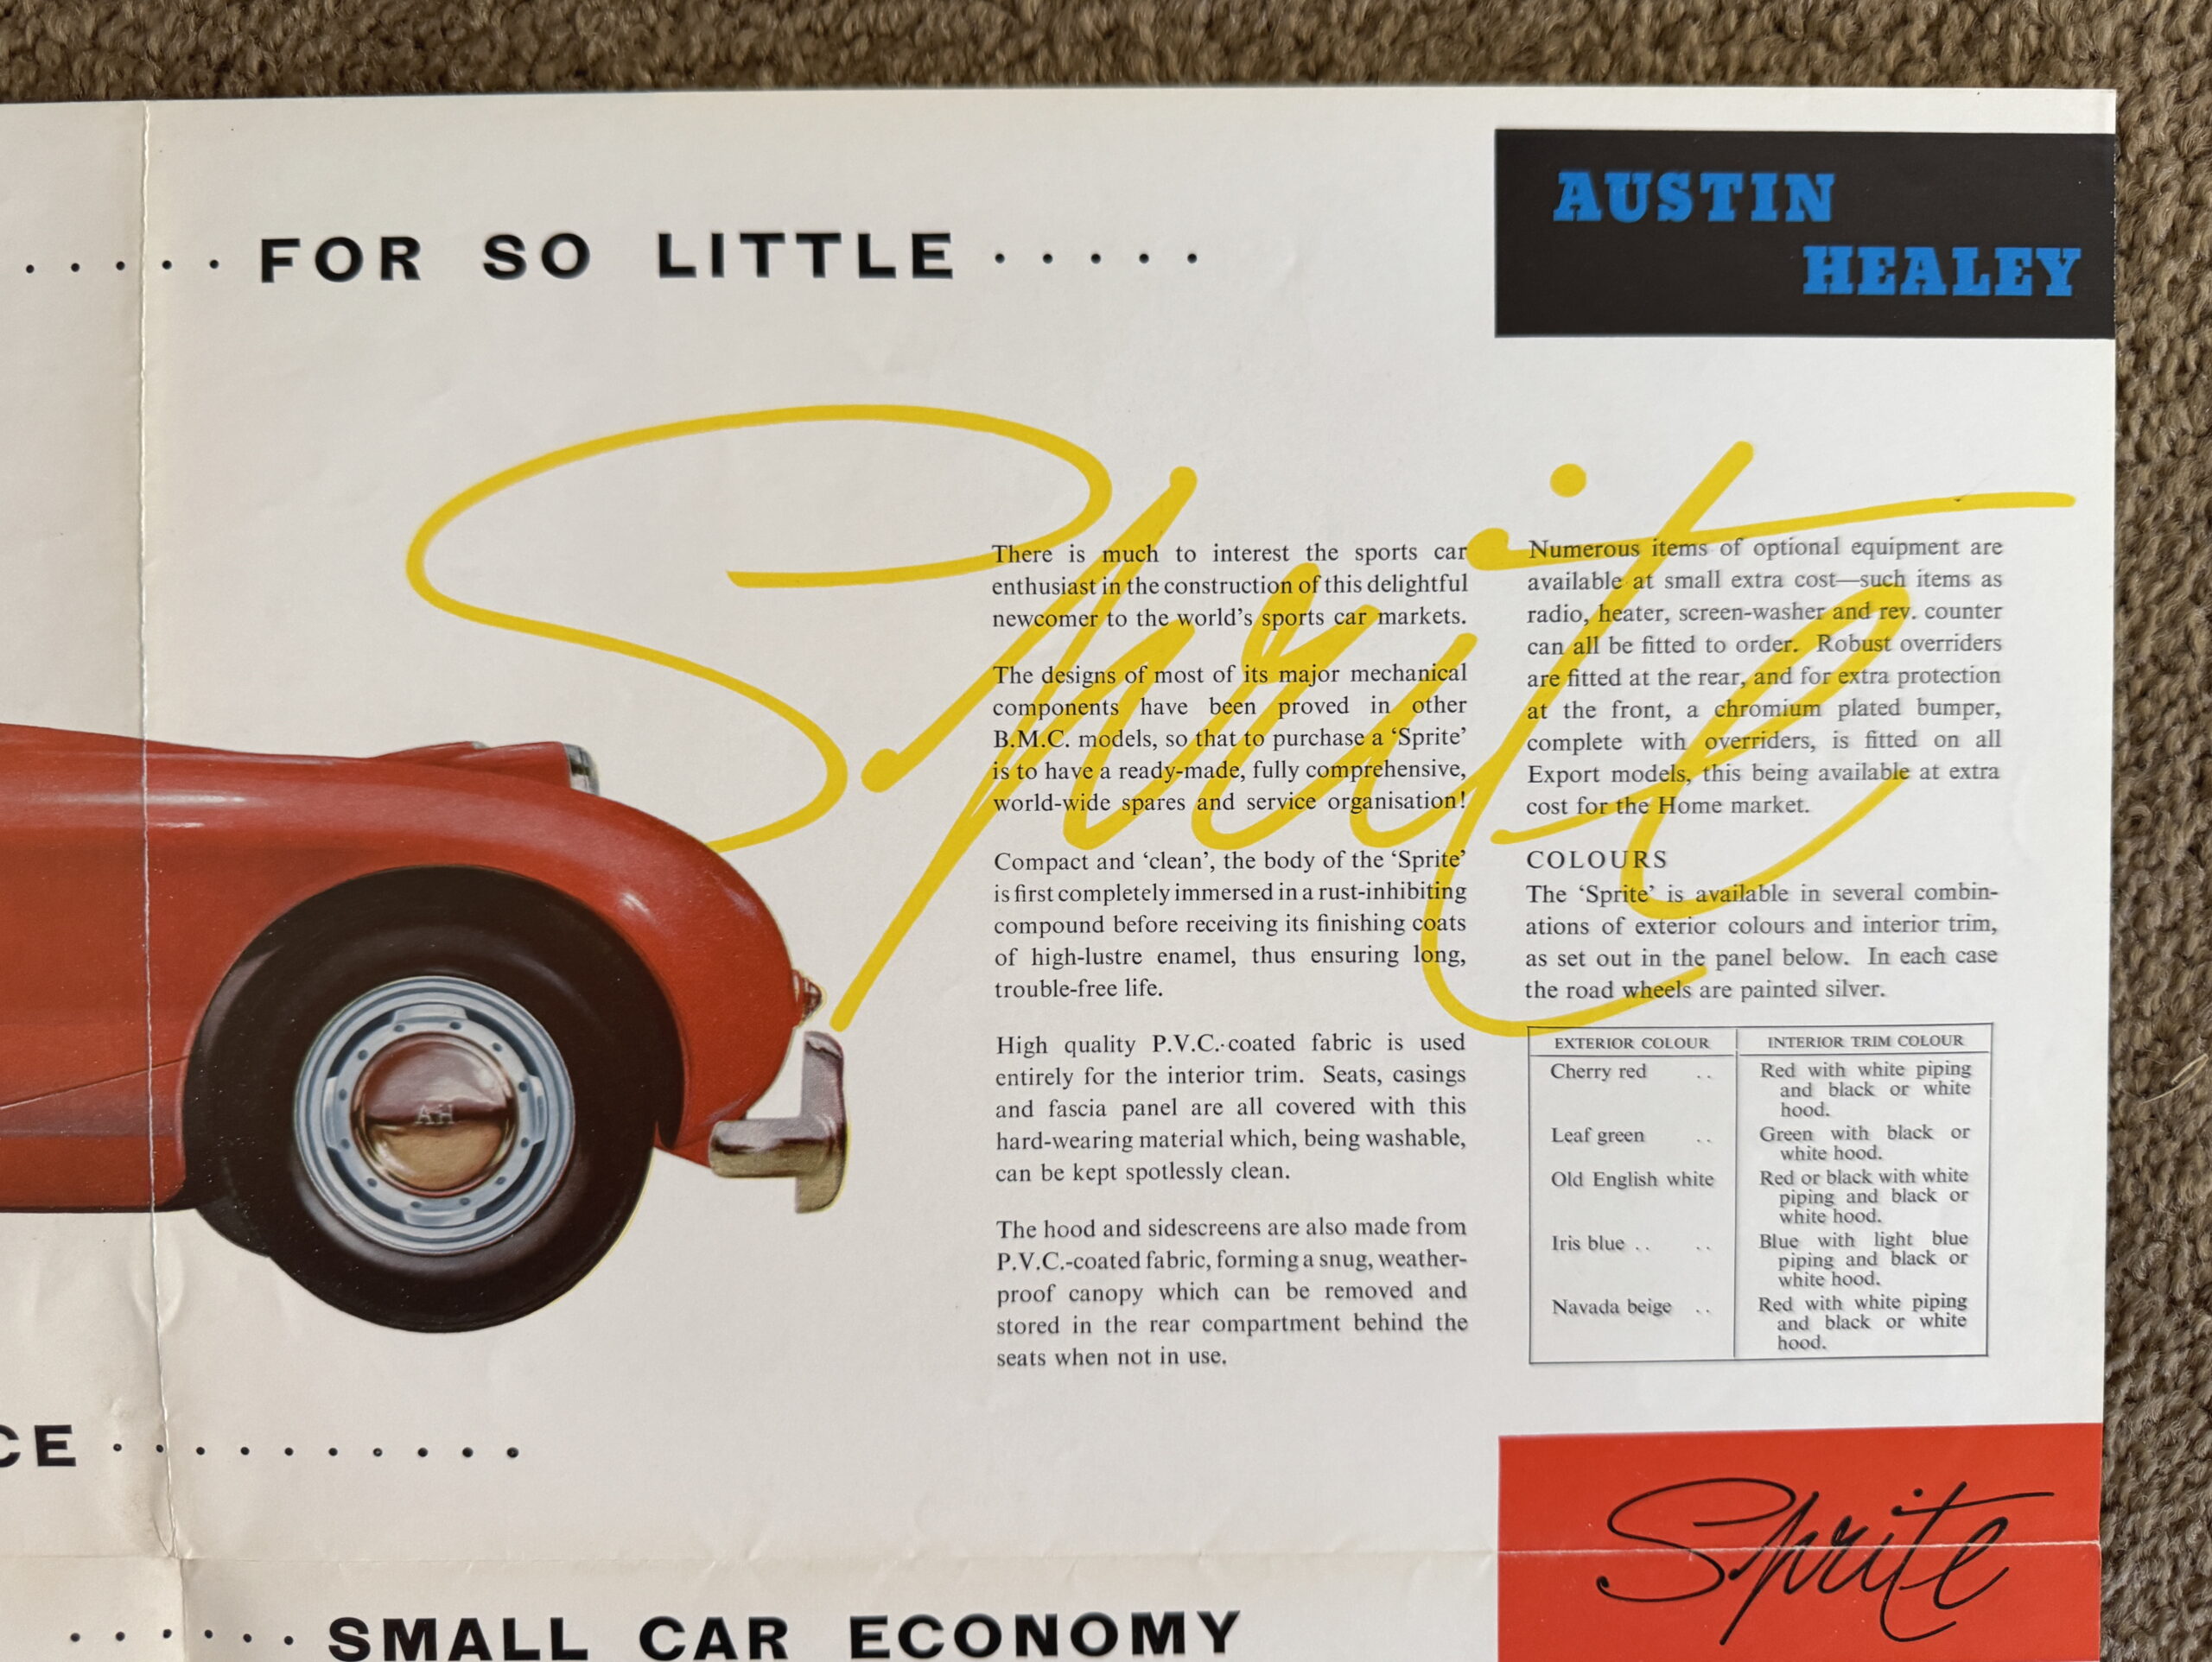 ..... FOR SO LITTLE .....
AUSTIN
HEALEY
Sprite
There is much to interest the sports car
enthusiast in the construction of this delightful
newcomer to the world's sports car markets.
The designs of most of its major mechanical
components have been proved in other
B.M.C. models, so that to purchase a ‘Sprite’
is to have a ready-made, fully comprehensive,
world-wide spares and service organisation!
Compact and ‘clean’, the body of the ‘Sprite’
is first completely immersed in a rust-inhibiting
compound before receiving its finishing coats
of high-lustre enamel, thus ensuring long,
trouble-free life.
High quality P.V.C.-coated fabric is used
entirely for the interior trim. Seats, casings
and fascia panel are all covered with this
hard-wearing material which, being washable,
can be kept spotlessly clean.
The hood and sidescreens are also made from
P.V.C.-coated fabric, forming a snug, weather-
proof canopy which can be removed and
stored in the rear compartment behind the
seats when not in use.
Numerous items of optional equipment are
available at small extra cost—such items as
radio, heater, screen-washer and rev. counter
can all be fitted to order. Robust overriders
are fitted at the rear, and for extra protection
at the front, a chromium plated bumper,
complete with overriders, is fitted on all
Export models, this being available at extra
cost for the Home market.
COLOURS
The ‘Sprite’ is available in several combin-
ations of exterior colours and interior trim,
as set out in the panel below. In each case
the road wheels are painted silver.
EXTERIOR COLOUR INTERIOR TRIM COLOUR
Cherry red .. Red with white piping
and black or white
hood.
Leaf green .. Green with black or
white hood.
Old English white Red or black with white
piping and black or
white hood.
Iris blue .. .. Blue with light blue
piping and black or
white hood.
Navada beige .. Red with white piping
and black or white
hood.
AH
CE ..........
Sprite
...... SMALL CAR ECONOMY